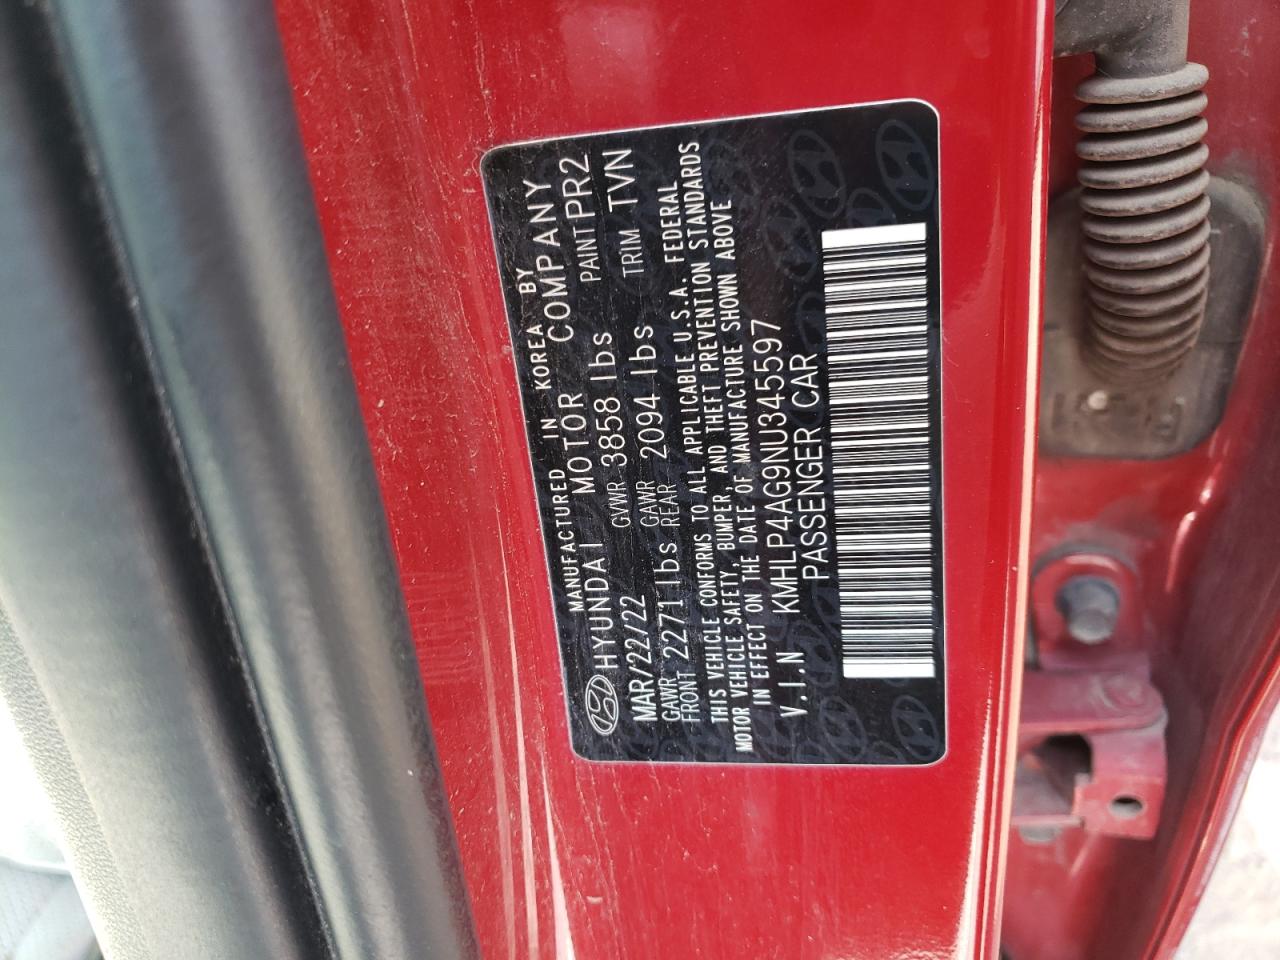 MANUFACTURED IN KOREA BY
HYUNDAI MOTOR COMPANY
MAR/22/22 GVWR 3858 lbs PAINT PR2
GAWR FRONT 2271 lbs GAWR REAR 2094 lbs TRIM TVN
THIS VEHICLE CONFORMS TO ALL APPLICABLE U.S.A. FEDERAL
MOTOR VEHICLE SAFETY, BUMPER, AND THEFT PREVENTION STANDARDS
IN EFFECT ON THE DATE OF MANUFACTURE SHOWN ABOVE
V.I.N KMHLP4AG9NU345597
PASSENGER CAR